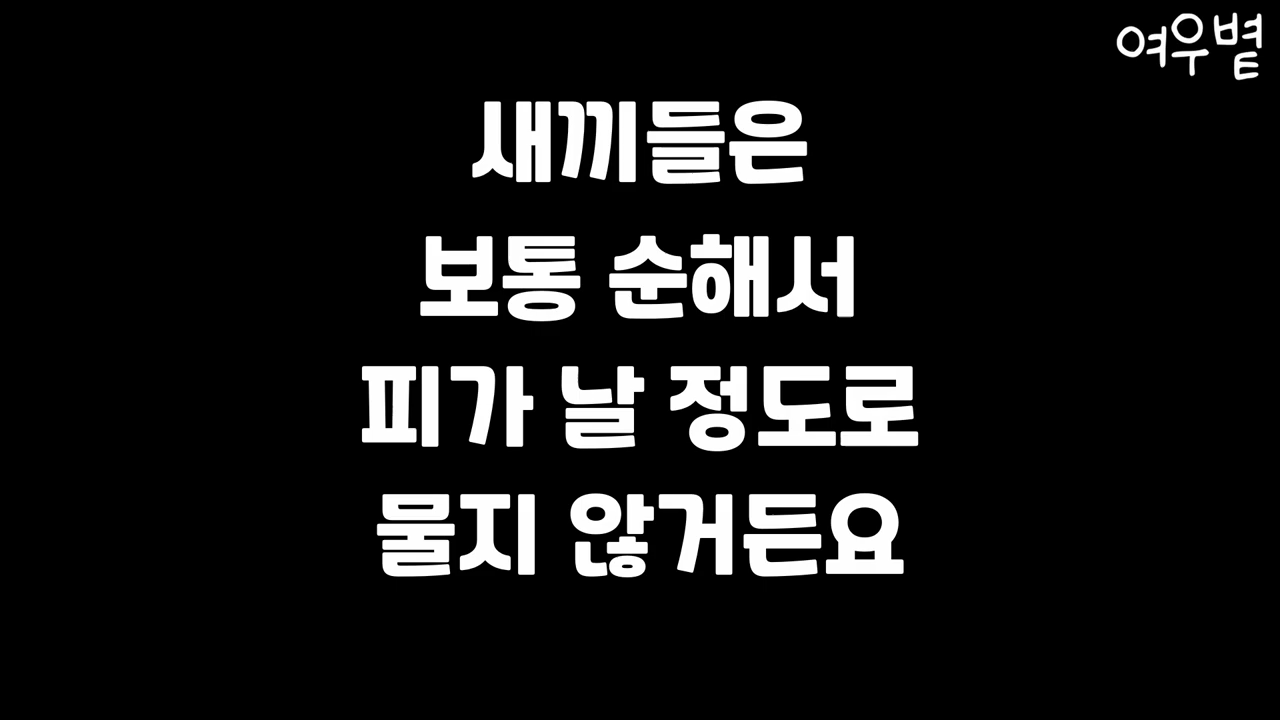 여우볕
새끼들은
보통 순해서
피가 날 정도로
물지 않거든요